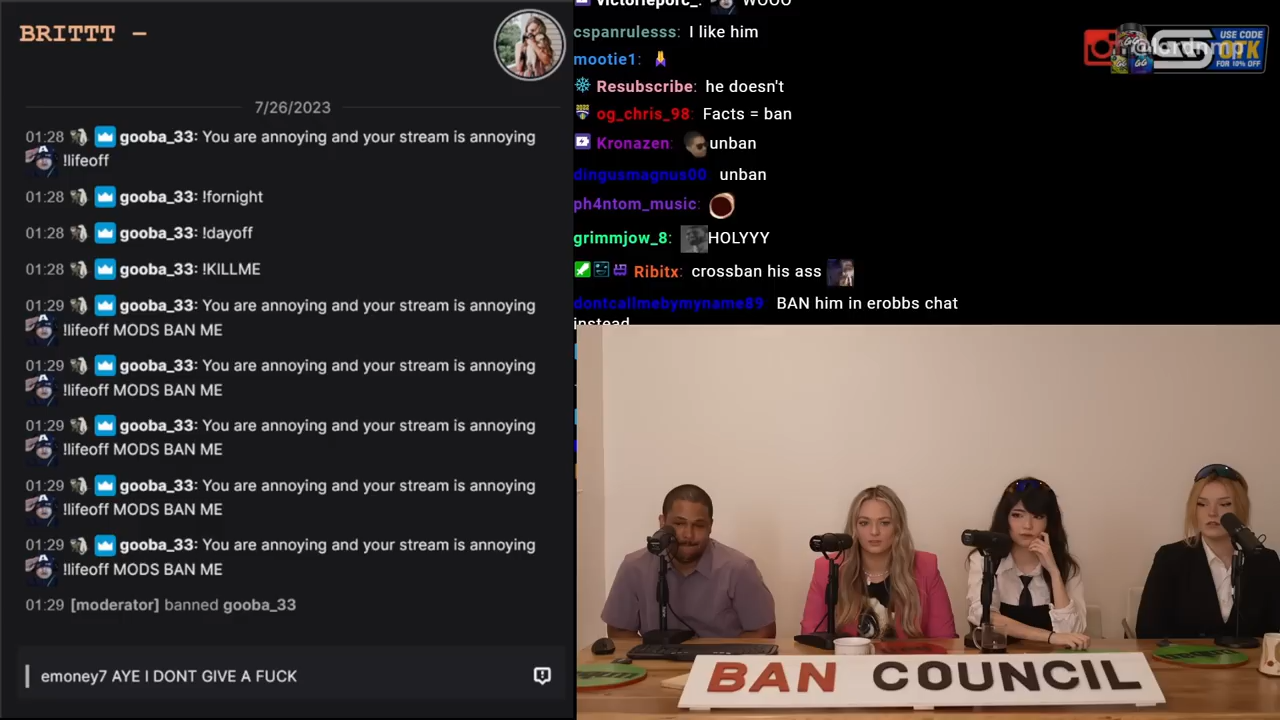 BRITTT -
7/26/2023
01:28 gooba_33: You are annoying and your stream is annoying
!lifeoff
01:28 gooba_33: !fornight
01:28 gooba_33: !dayoff
01:28 gooba_33: !KILLME
01:29 gooba_33: You are annoying and your stream is annoying
!lifeoff MODS BAN ME
01:29 gooba_33: You are annoying and your stream is annoying
!lifeoff MODS BAN ME
01:29 gooba_33: You are annoying and your stream is annoying
!lifeoff MODS BAN ME
01:29 gooba_33: You are annoying and your stream is annoying
!lifeoff MODS BAN ME
01:29 gooba_33: You are annoying and your stream is annoying
!lifeoff MODS BAN ME
01:29 [moderator] banned gooba_33
emoney7 AYE I DONT GIVE A FUCK
victorieporc_: WOOO
cspanrulesss: I like him
mootie1:
Resubscribe: he doesn't
og_chris_98: Facts = ban
Kronazen: unban
dingusmagnus00 unban
ph4ntom_music:
grimmjow_8: HOLYYY
Ribitx: crossban his ass
dontcallmebymyname89 BAN him in erobbs chat
instead
USE CODE
OTK
FOR 10% OFF
BAN COUNCIL